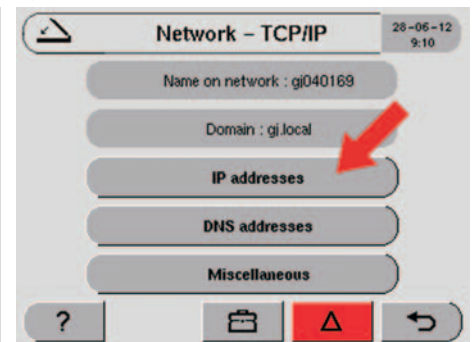 Network – TCP/IP
28-06-12
9:10
Name on network : gj040169
Domain : gj.local
IP addresses
DNS addresses
Miscellaneous
?